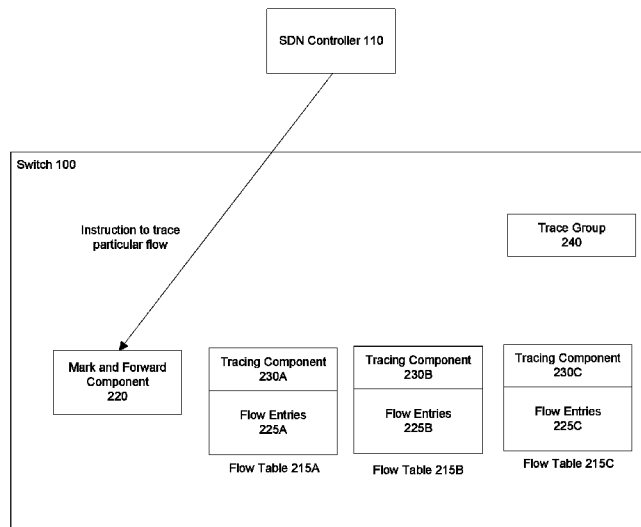 SDN Controller 110
Switch 100
Instruction to trace
particular flow
Trace Group
240
Mark and Forward
Component
220
Tracing Component
230A
Flow Entries
225A
Flow Table 215A
Tracing Component
230B
Flow Entries
225B
Flow Table 215B
Tracing Component
230C
Flow Entries
225C
Flow Table 215C